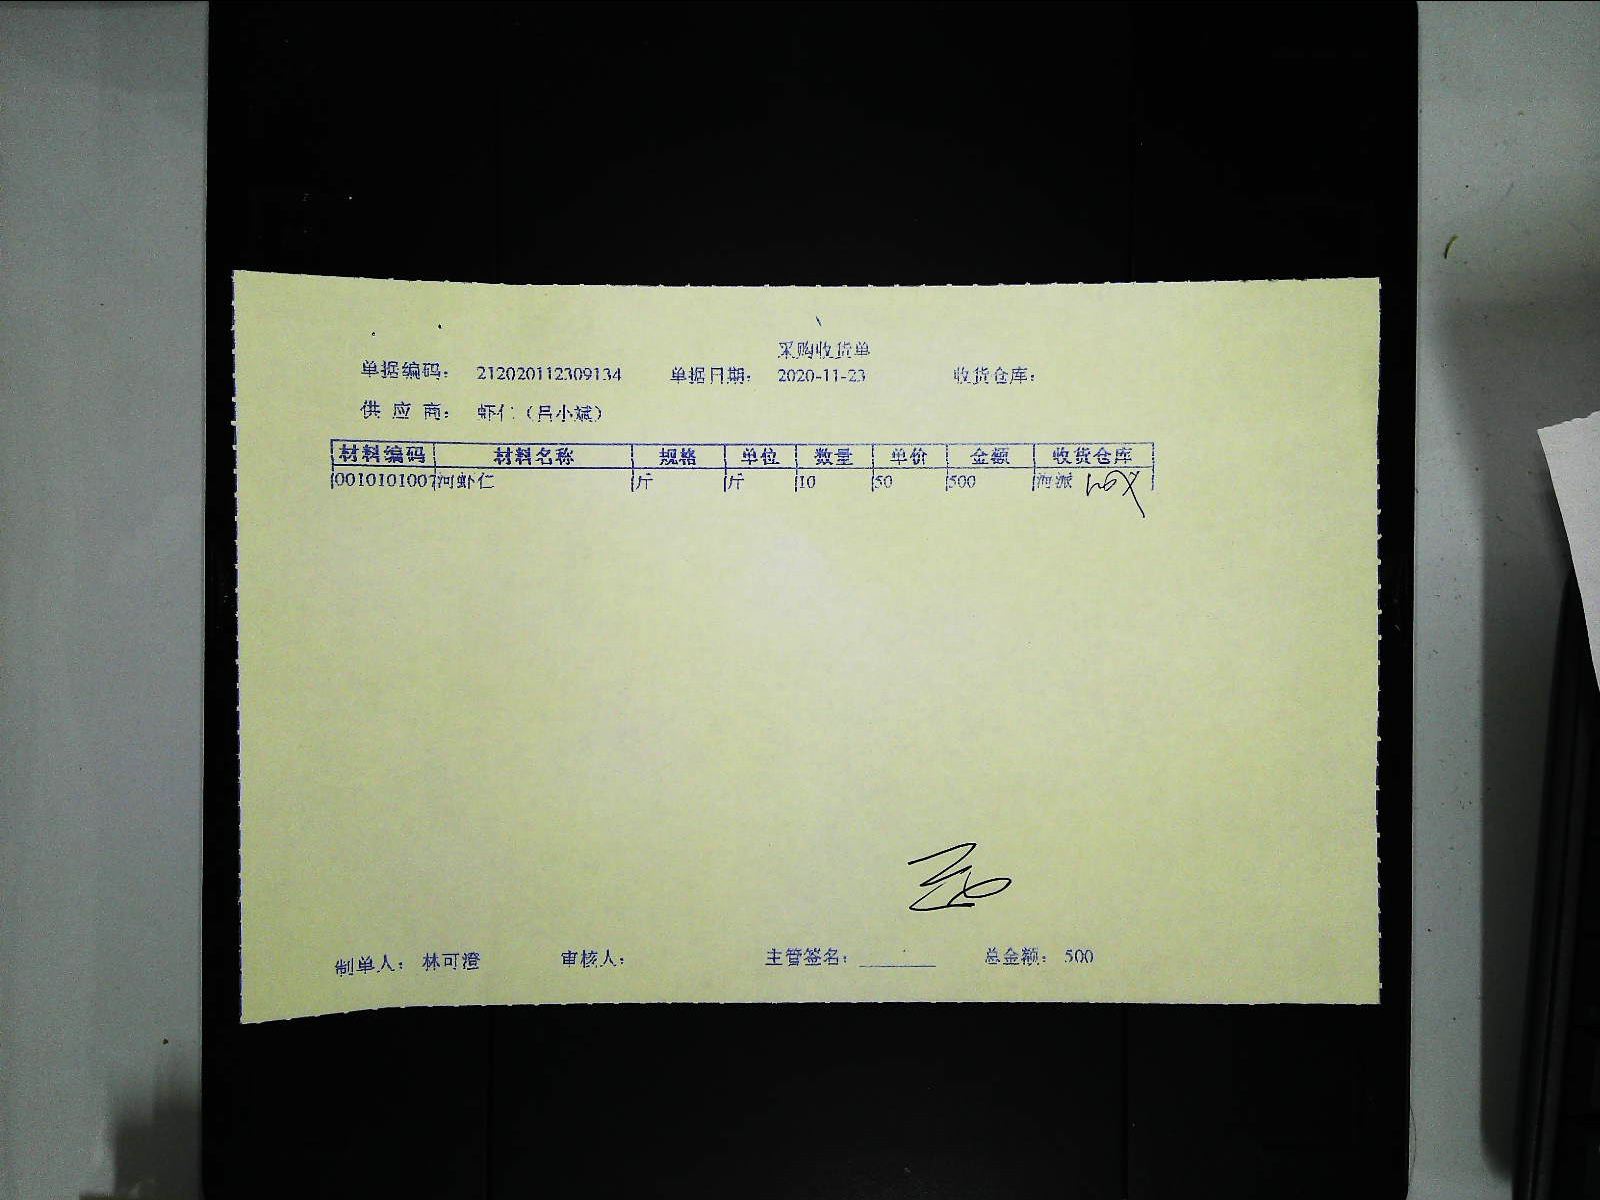 采购收货单
单据编码： 212020112309134 单据日期： 2020-11-23 收货仓库：
供 应 商： 虾仁（吕小斌）
材料编码 材料名称 规格 单位 数量 单价 金额 收货仓库
0010101007 河虾仁 斤 斤 10 50 500 海派
制单人： 林可澄 审核人： 主管签名： 总金额： 500